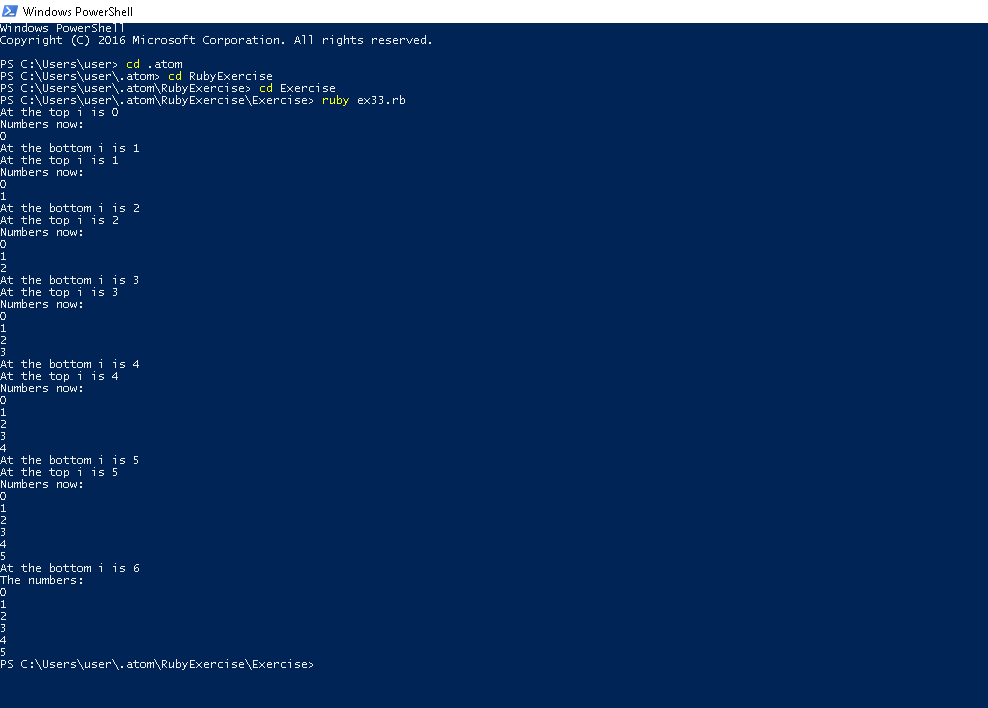 Windows PowerShell
Windows PowerShell
Copyright (C) 2016 Microsoft Corporation. All rights reserved.
PS C:\Users\user> cd .atom
PS C:\Users\user\.atom> cd RubyExercise
PS C:\Users\user\.atom\RubyExercise> cd Exercise
PS C:\Users\user\.atom\RubyExercise\Exercise> ruby ex33.rb
At the top i is 0
Numbers now:
0
At the bottom i is 1
At the top i is 1
Numbers now:
0
1
At the bottom i is 2
At the top i is 2
Numbers now:
0
1
2
At the bottom i is 3
At the top i is 3
Numbers now:
0
1
2
3
At the bottom i is 4
At the top i is 4
Numbers now:
0
1
2
3
4
At the bottom i is 5
At the top i is 5
Numbers now:
0
1
2
3
4
5
At the bottom i is 6
The numbers:
0
1
2
3
4
5
PS C:\Users\user\.atom\RubyExercise\Exercise>